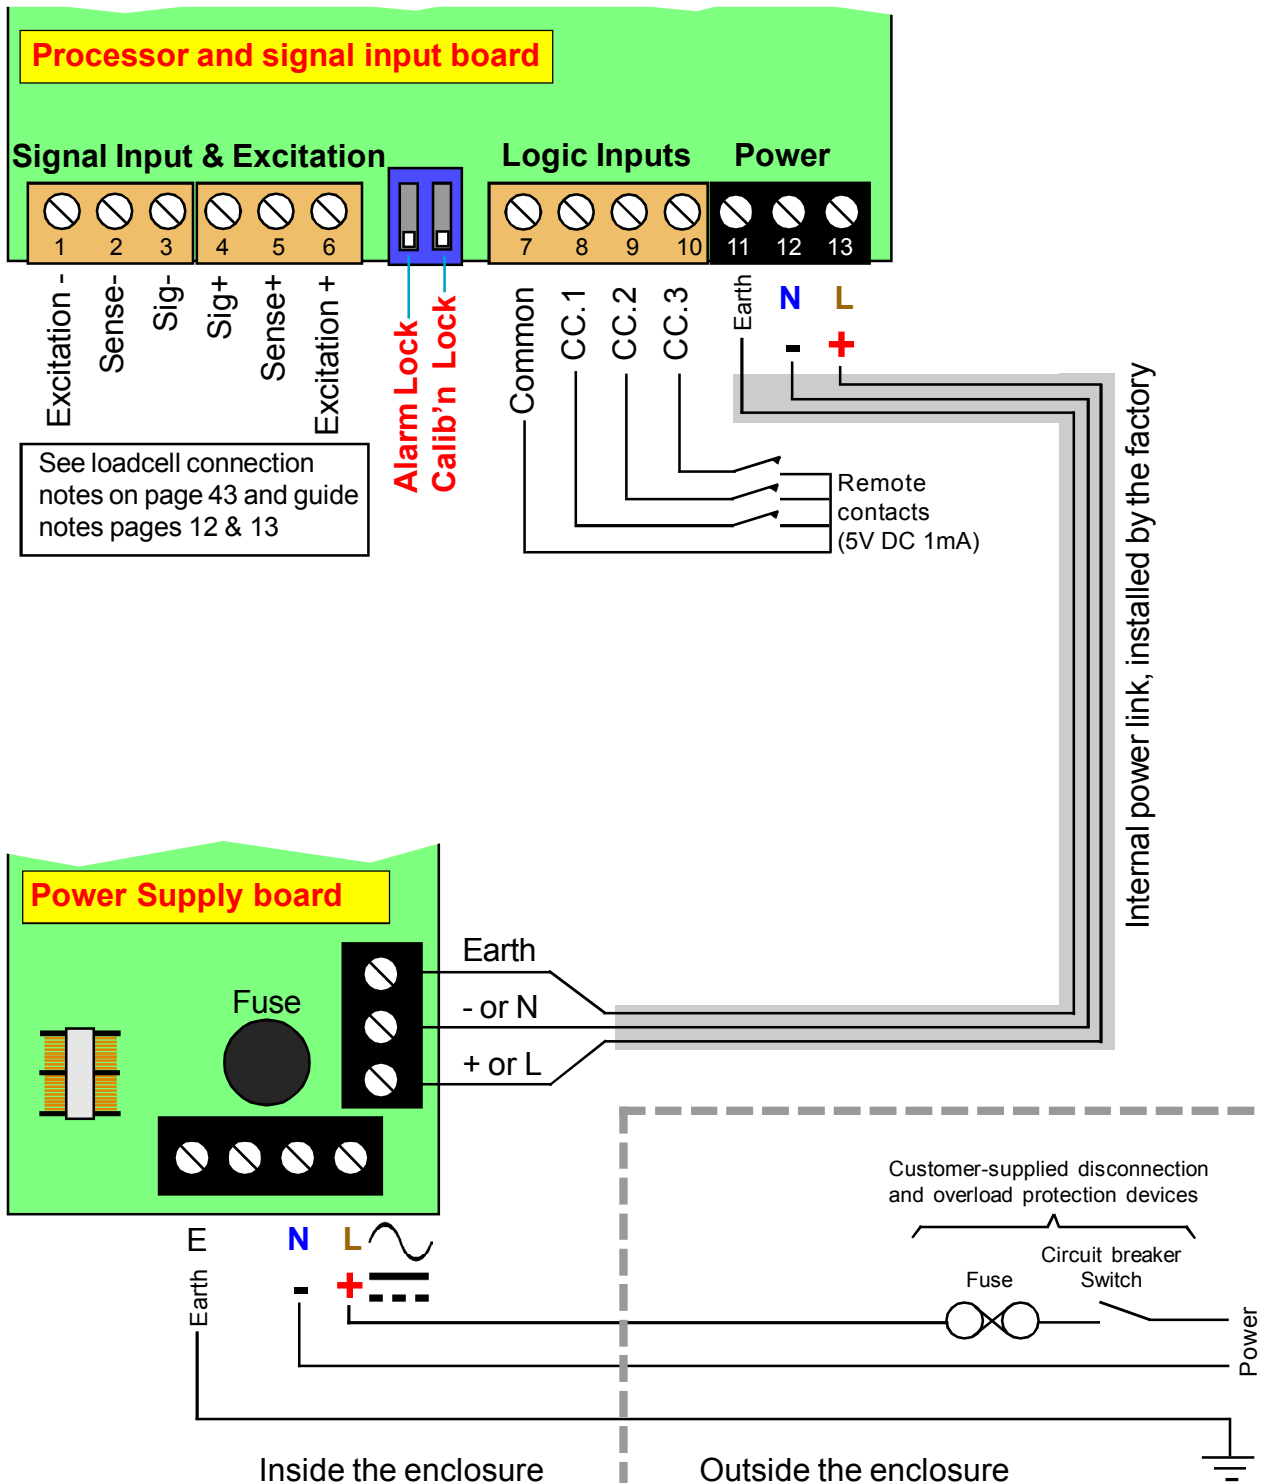 Processor and signal input board
Signal Input & Excitation
Logic Inputs
Power
1 2 3 4 5 6
7 8 9 10 11 12 13
Excitation -
Sense-
Sig-
Sig+
Sense+
Excitation +
Alarm Lock
Calib'n Lock
Common
CC.1
CC.2
CC.3
Earth
N
L
-
+
See loadcell connection
notes on page 43 and guide
notes pages 12 & 13
Remote
contacts
(5V DC 1mA)
Internal power link, installed by the factory
Power Supply board
Fuse
Earth
- or N
+ or L
E
N
L
Earth
-
+
Customer-supplied disconnection
and overload protection devices
Circuit breaker
Switch
Fuse
Power
Inside the enclosure
Outside the enclosure